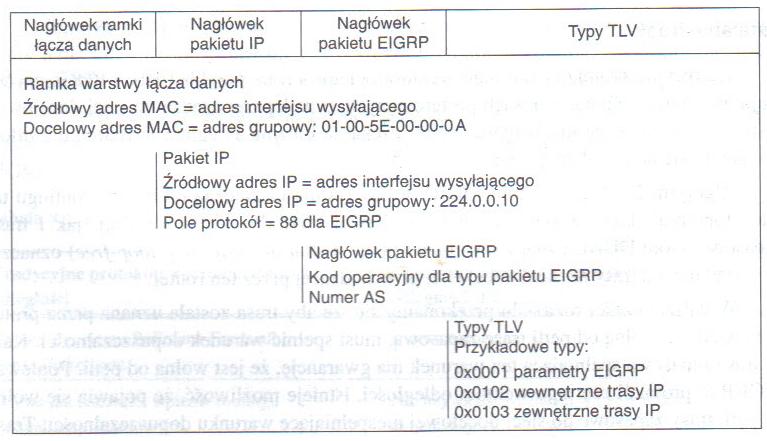 Nagłówek ramki
łącza danych
Nagłówek
pakietu IP
Nagłówek
pakietu EIGRP
Typy TLV
Ramka warstwy łącza danych
Źródłowy adres MAC = adres interfejsu wysyłającego
Docelowy adres MAC = adres grupowy: 01-00-5E-00-00-0A
Pakiet IP
Źródłowy adres IP = adres interfejsu wysyłającego
Docelowy adres IP = adres grupowy: 224.0.0.10
Pole protokół = 88 dla EIGRP
Nagłówek pakietu EIGRP
Kod operacyjny dla typu pakietu EIGRP
Numer AS
Typy TLV
Przykładowe typy:
0x0001 parametry EIGRP
0x0102 wewnętrzne trasy IP
0x0103 zewnętrzne trasy IP